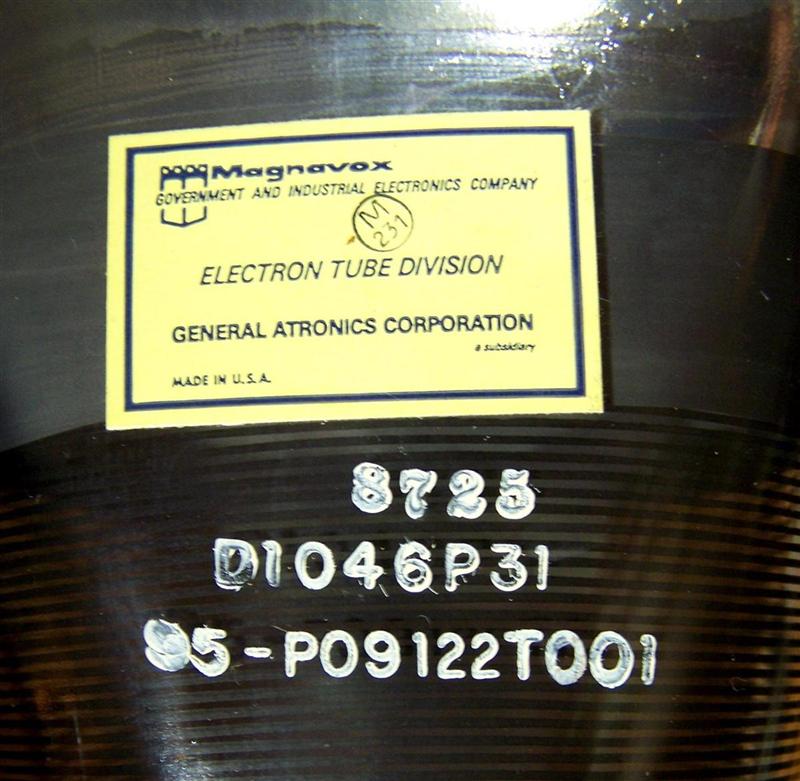 Magnavox
GOVERNMENT AND INDUSTRIAL ELECTRONICS COMPANY
M
231
ELECTRON TUBE DIVISION
GENERAL ATRONICS CORPORATION
a subsidiary
MADE IN U.S.A.
8725
D1046P31
95-P09122T001